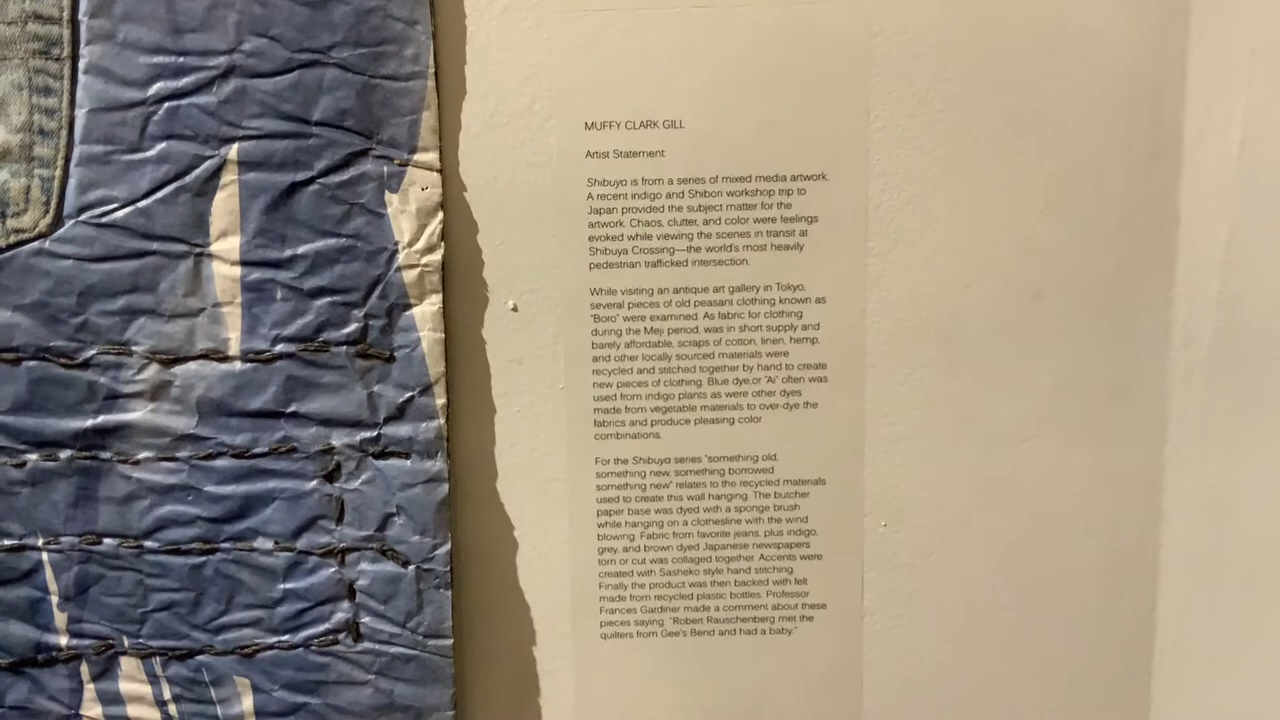 MUFFY CLARK GILL
Artist Statement
Shibuya is from a series of mixed media artwork.
A recent indigo and Shibori workshop trip to
Japan provided the subject matter for the
artwork. Chaos, clutter, and color were feelings
evoked while viewing the scenes in transit at
Shibuya Crossing—the world's most heavily
pedestrian trafficked intersection.
While visiting an antique art gallery in Tokyo,
several pieces of old peasant clothing known as
"Boro" were examined. As fabric for clothing
during the Meji period, was in short supply and
barely affordable, scraps of cotton, linen, hemp,
and other locally sourced materials were
recycled and stitched together by hand to create
new pieces of clothing. Blue dye,or "Ai" often was
used from indigo plants as were other dyes
made from vegetable materials to over-dye the
fabrics and produce pleasing color
combinations.
For the Shibuya series "something old,
something new, something borrowed
something new" relates to the recycled materials
used to create this wall hanging. The butcher
paper base was dyed with a sponge brush
while hanging on a clothesline with the wind
blowing. Fabric from favorite jeans, plus indigo,
grey, and brown dyed Japanese newspapers
torn or cut was collaged together. Accents were
created with Sasheko style hand stitching.
Finally the product was then backed with felt
made from recycled plastic bottles. Professor
Frances Gardiner made a comment about these
pieces saying: "Robert Rauschenberg met the
quilters from Gee's Bend and had a baby."